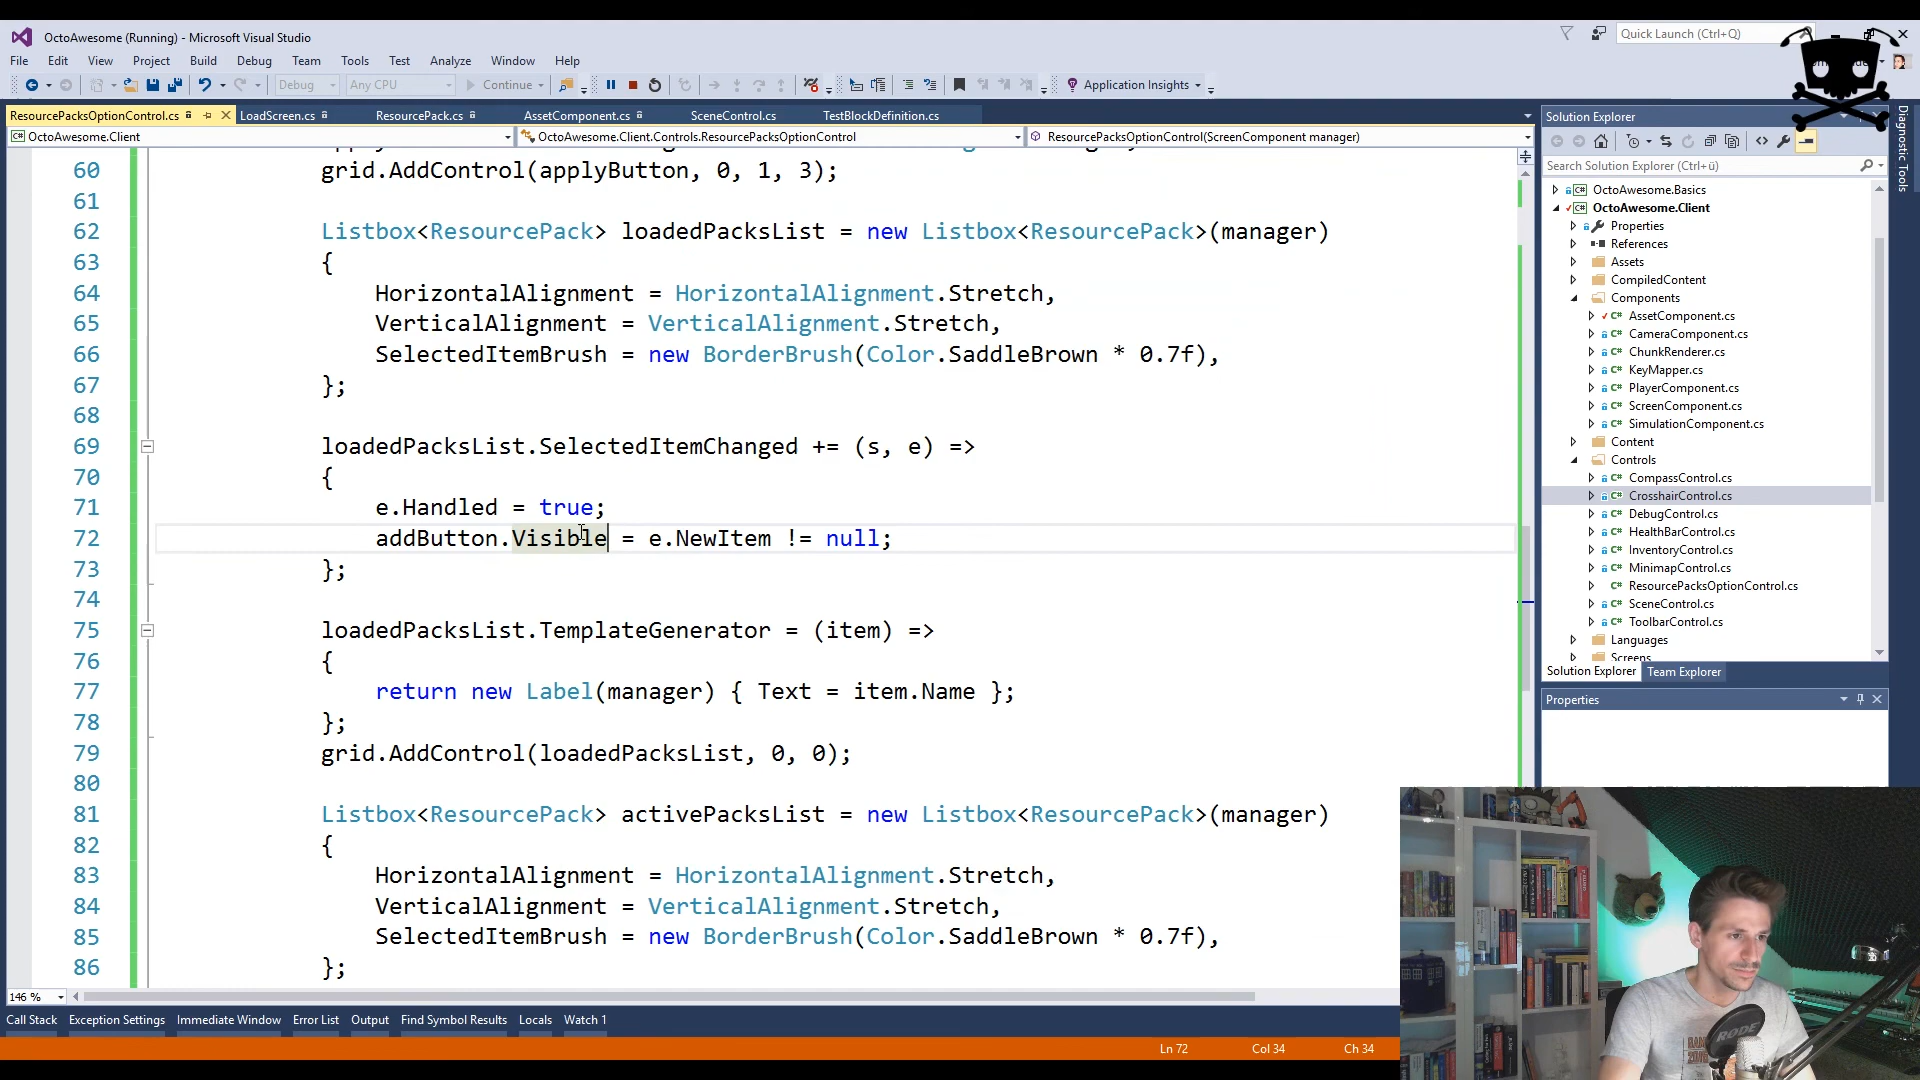 OctoAwesome (Running) - Microsoft Visual Studio
Quick Launch (Ctrl+Q)
File Edit View Project Build Debug Team Tools Test Analyze Window Help
Debug Any CPU Continue Application Insights
ResourcePacksOptionControl.cs LoadScreen.cs ResourcePack.cs AssetComponent.cs SceneControl.cs TestBlockDefinition.cs
OctoAwesome.Client OctoAwesome.Client.Controls.ResourcePacksOptionControl ResourcePacksOptionControl(ScreenComponent manager)
60 grid.AddControl(applyButton, 0, 1, 3);
61
62 Listbox<ResourcePack> loadedPacksList = new Listbox<ResourcePack>(manager)
63 {
64 HorizontalAlignment = HorizontalAlignment.Stretch,
65 VerticalAlignment = VerticalAlignment.Stretch,
66 SelectedItemBrush = new BorderBrush(Color.SaddleBrown * 0.7f),
67 };
68
69 loadedPacksList.SelectedItemChanged += (s, e) =>
70 {
71 e.Handled = true;
72 addButton.Visible = e.NewItem != null;
73 };
74
75 loadedPacksList.TemplateGenerator = (item) =>
76 {
77 return new Label(manager) { Text = item.Name };
78 };
79 grid.AddControl(loadedPacksList, 0, 0);
80
81 Listbox<ResourcePack> activePacksList = new Listbox<ResourcePack>(manager)
82 {
83 HorizontalAlignment = HorizontalAlignment.Stretch,
84 VerticalAlignment = VerticalAlignment.Stretch,
85 SelectedItemBrush = new BorderBrush(Color.SaddleBrown * 0.7f),
86 };
146 %
Call Stack Exception Settings Immediate Window Error List Output Find Symbol Results Locals Watch 1
Ln 72 Col 34 Ch 34
Solution Explorer
Search Solution Explorer (Ctrl+ü)
OctoAwesome.Basics
OctoAwesome.Client
Properties
References
Assets
CompiledContent
Components
AssetComponent.cs
CameraComponent.cs
ChunkRenderer.cs
KeyMapper.cs
PlayerComponent.cs
ScreenComponent.cs
SimulationComponent.cs
Content
Controls
CompassControl.cs
CrosshairControl.cs
DebugControl.cs
HealthBarControl.cs
InventoryControl.cs
MinimapControl.cs
ResourcePacksOptionControl.cs
SceneControl.cs
ToolbarControl.cs
Languages
Screens
Solution Explorer Team Explorer
Properties
Diagnostic Tools
RODE